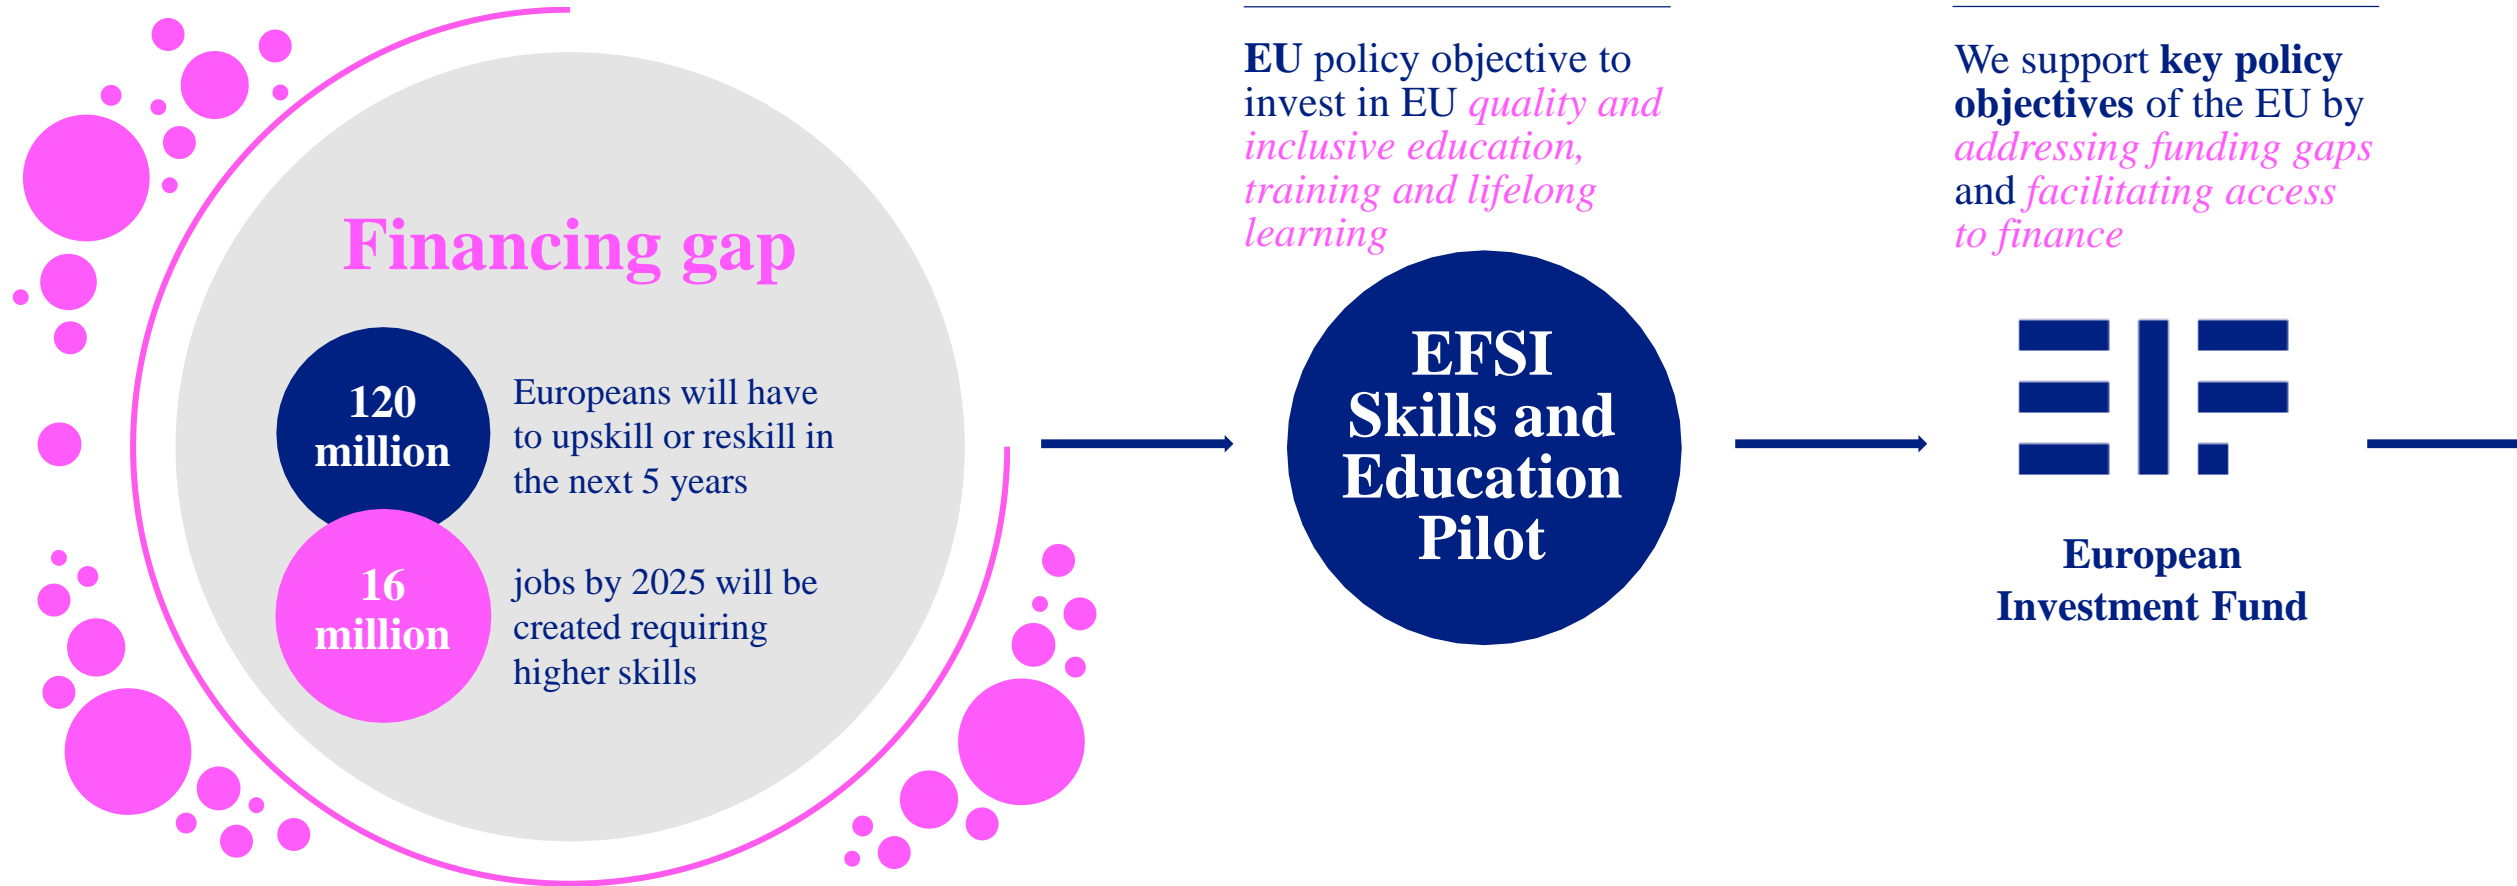 Financing gap
120
million
Europeans will have
to upskill or reskill in
the next 5 years
16
million
jobs by 2025 will be
created requiring
higher skills
EU policy objective to
invest in EU quality and
inclusive education,
training and lifelong
learning
EFSI
Skills and
Education
Pilot
We support key policy
objectives of the EU by
addressing funding gaps
and facilitating access
to finance
EIF
European
Investment Fund